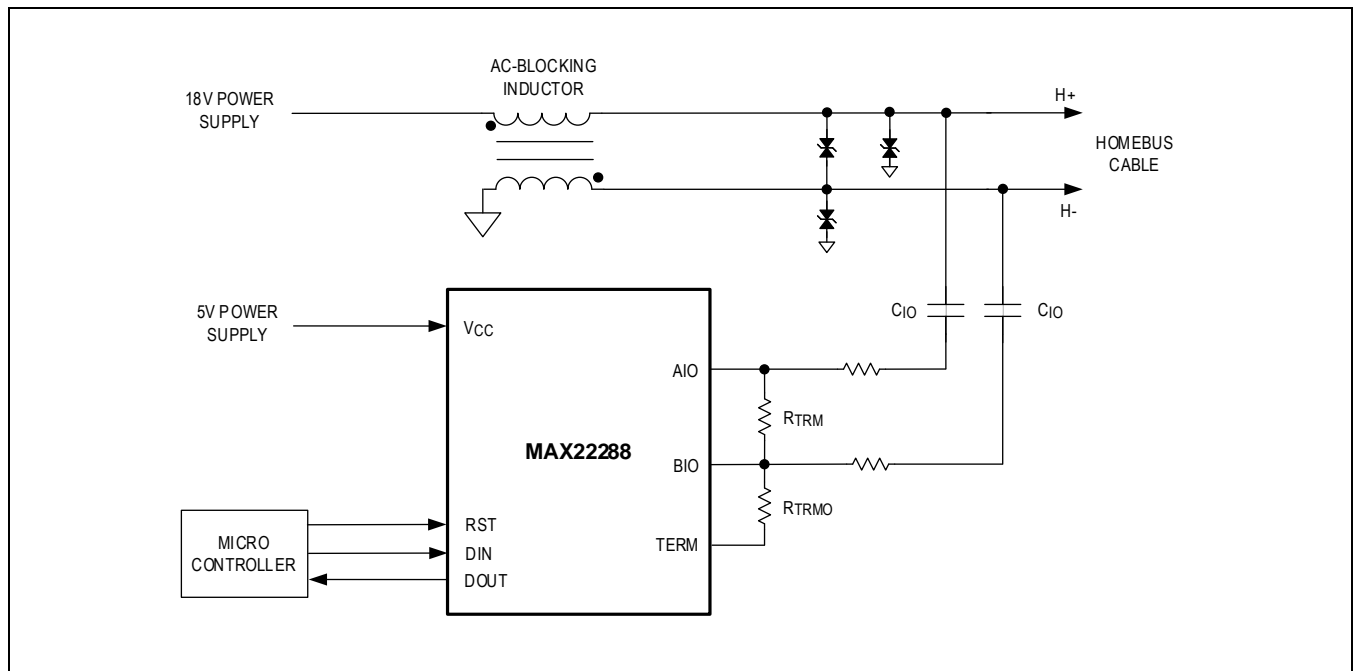 AC-BLOCKING
INDUCTOR
18V POWER
SUPPLY
H+
HOMEBUS
CABLE
H-
5V POWER
SUPPLY
VCC
CIO
CIO
AIO
RTRM
MAX22288
BIO
RTRMO
TERM
MICRO
CONTROLLER
RST
DIN
DOUT